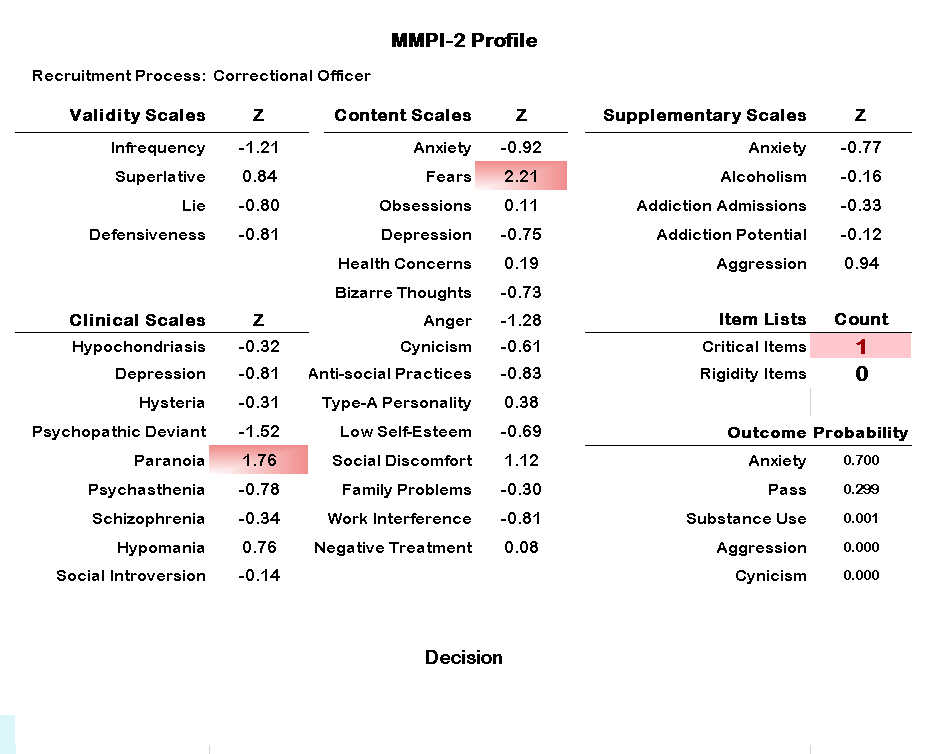 MMPI-2 Profile
Recruitment Process: Correctional Officer
Validity Scales Z
Infrequency -1.21
Superlative 0.84
Lie -0.80
Defensiveness -0.81
Clinical Scales Z
Hypochondriasis -0.32
Depression -0.81
Hysteria -0.31
Psychopathic Deviant -1.52
Paranoia 1.76
Psychasthenia -0.78
Schizophrenia -0.34
Hypomania 0.76
Social Introversion -0.14
Content Scales Z
Anxiety -0.92
Fears 2.21
Obsessions 0.11
Depression -0.75
Health Concerns 0.19
Bizarre Thoughts -0.73
Anger -1.28
Cynicism -0.61
Anti-social Practices -0.83
Type-A Personality 0.38
Low Self-Esteem -0.69
Social Discomfort 1.12
Family Problems -0.30
Work Interference -0.81
Negative Treatment 0.08
Supplementary Scales Z
Anxiety -0.77
Alcoholism -0.16
Addiction Admissions -0.33
Addiction Potential -0.12
Aggression 0.94
Item Lists Count
Critical Items 1
Rigidity Items 0
Outcome Probability
Anxiety 0.700
Pass 0.299
Substance Use 0.001
Aggression 0.000
Cynicism 0.000
Decision